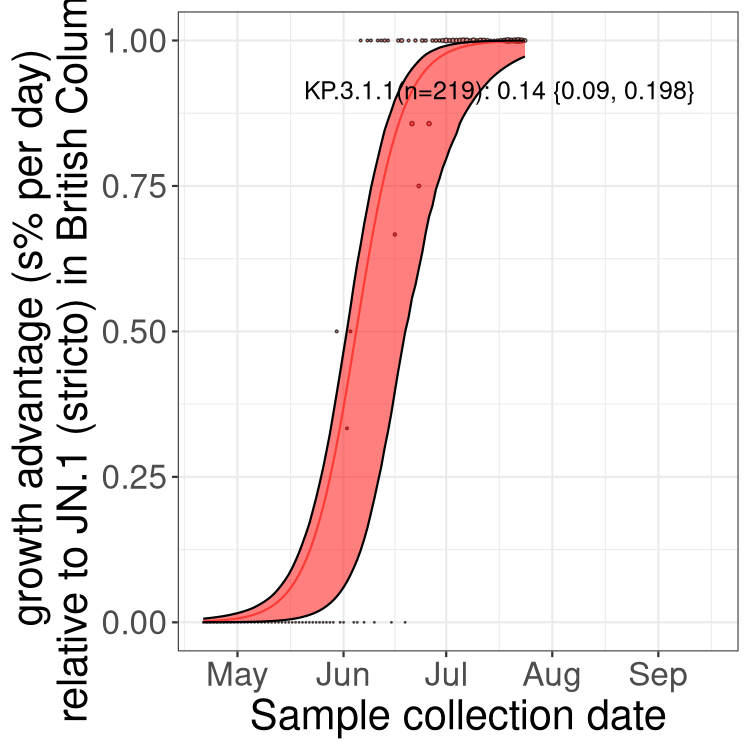 growth advantage (s% per day)
relative to JN.1 (stricto) in British Colum
1.00
0.75
0.50
0.25
0.00
KP.3.1.1(n=219): 0.14 {0.09, 0.198}
May Jun Jul Aug Sep
Sample collection date